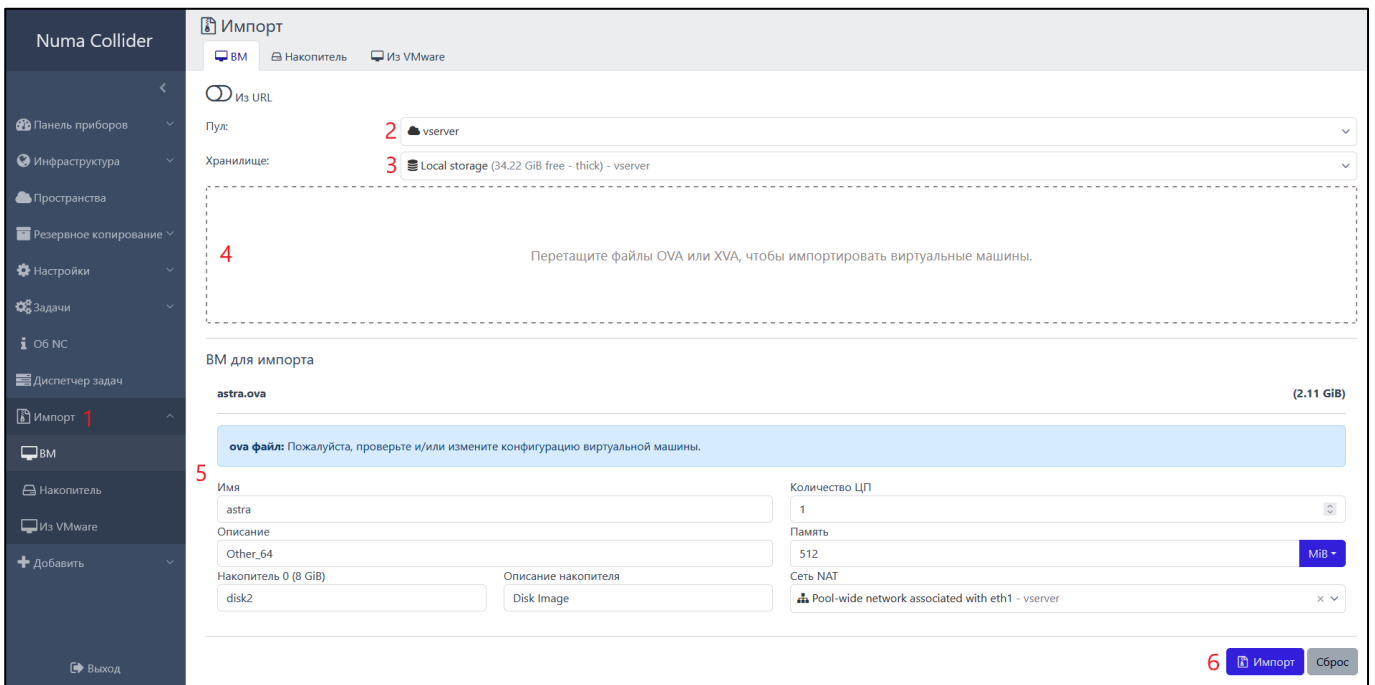 Numa Collider
Панель приборов
Инфраструктура
Пространства
Резервное копирование
Настройки
Задачи
Об NC
Диспетчер задач
Импорт 1
ВМ
Накопитель
Из VMware
Добавить
Выход
Импорт
ВМ Накопитель Из VMware
Из URL
Пул: 2 vserver
Хранилище: 3 Local storage (34.22 GiB free - thick) - vserver
4 Перетащите файлы OVA или XVA, чтобы импортировать виртуальные машины.
ВМ для импорта
astra.ova (2.11 GiB)
ova файл: Пожалуйста, проверьте и/или измените конфигурацию виртуальной машины.
5
Имя Количество ЦП
astra 1
Описание Память
Other_64 512 MiB
Накопитель 0 (8 GiB) Описание накопителя Сеть NAT
disk2 Disk Image Pool-wide network associated with eth1 - vserver
6 Импорт Сброс